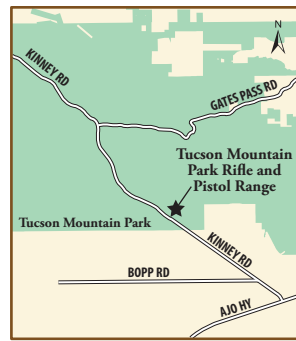 N
KINNEY RD
GATES PASS RD
Tucson Mountain
Park Rifle and
Pistol Range
Tucson Mountain Park
KINNEY RD
BOPP RD
AJO HY